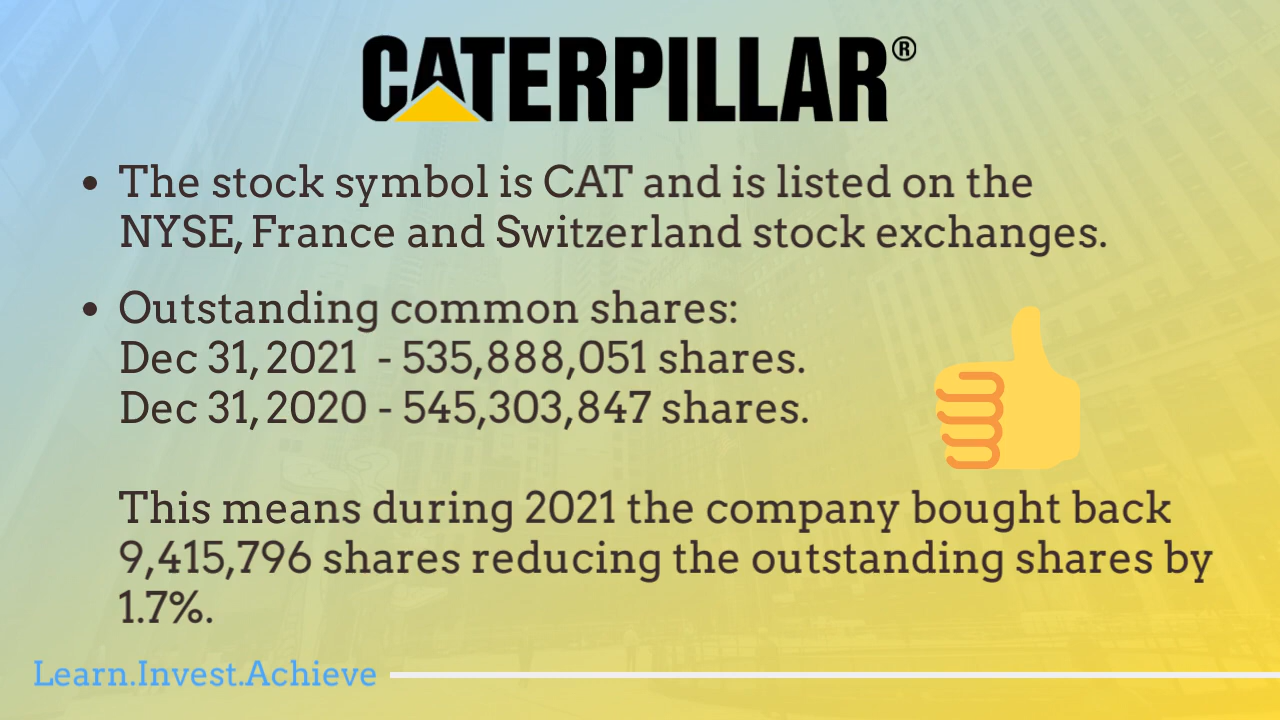 CATERPILLAR®
• The stock symbol is CAT and is listed on the
NYSE, France and Switzerland stock exchanges.
• Outstanding common shares:
Dec 31, 2021 - 535,888,051 shares.
Dec 31, 2020 - 545,303,847 shares.
This means during 2021 the company bought back
9,415,796 shares reducing the outstanding shares by
1.7%.
Learn.Invest.Achieve